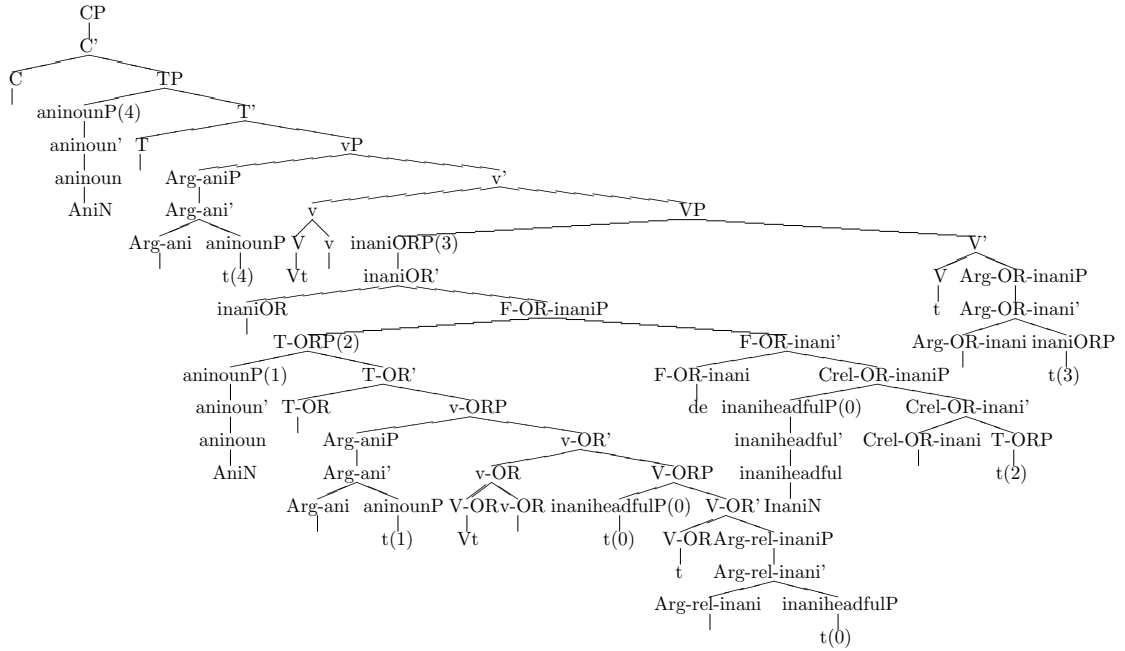 CP
C'
C TP
aninounP(4) T'
aninoun' T vP
aninoun Arg-aniP v'
AniN Arg-ani' v VP
Arg-ani aninounP V v inaniORP(3) V'
t(4) Vt inaniOR' V Arg-OR-inaniP
inaniOR F-OR-inaniP t Arg-OR-inani'
T-ORP(2) F-OR-inani' Arg-OR-inani inaniORP
aninounP(1) T-OR' F-OR-inani Crel-OR-inaniP t(3)
aninoun' T-OR v-ORP de inaniheadfulP(0) Crel-OR-inani'
aninoun Arg-aniP v-OR' inaniheadful' Crel-OR-inani T-ORP
AniN Arg-ani' v-OR V-ORP inaniheadful t(2)
Arg-ani aninounP V-OR v-OR inaniheadfulP(0) V-OR' InaniN
t(1) Vt t(0) V-OR Arg-rel-inaniP
t Arg-rel-inani'
Arg-rel-inani inaniheadfulP
t(0)